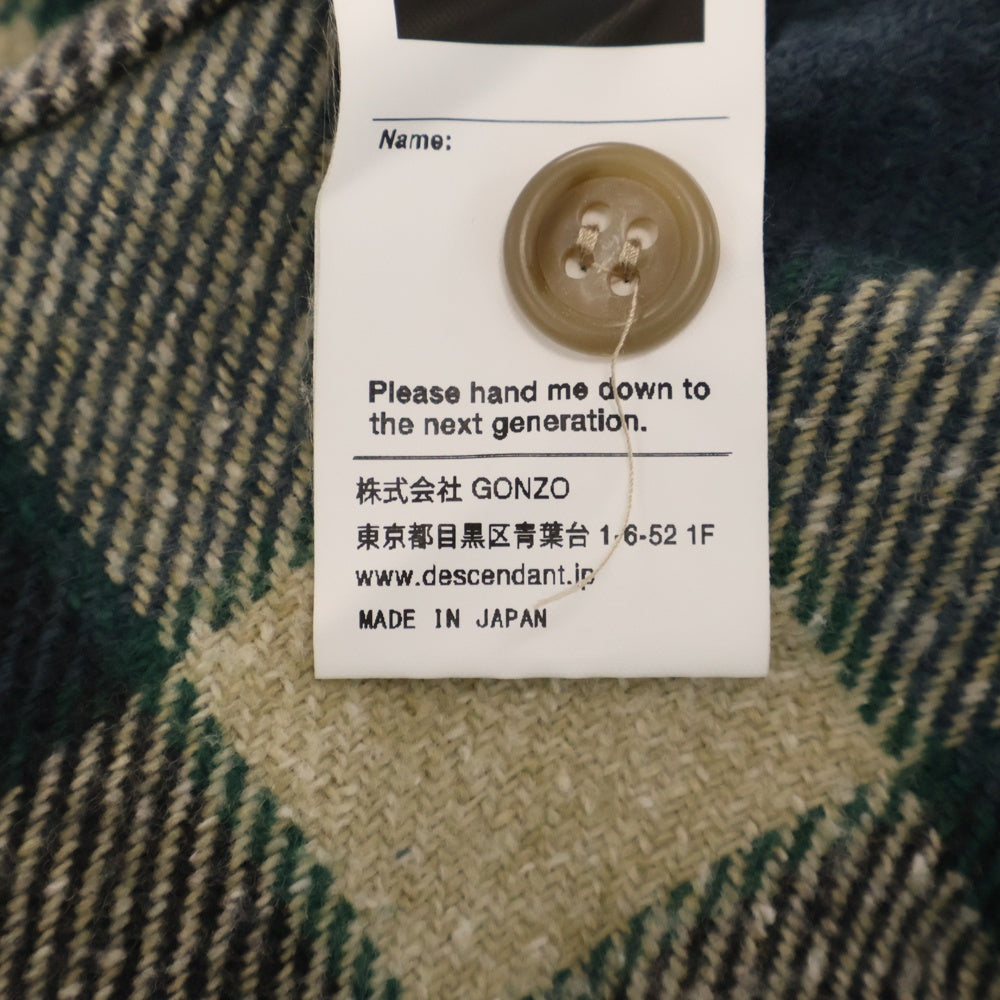 Name:
Please hand me down to
the next generation.
株式会社 GONZO
東京都目黒区青葉台 1-6-52 1F
www.descendant.jp
MADE IN JAPAN